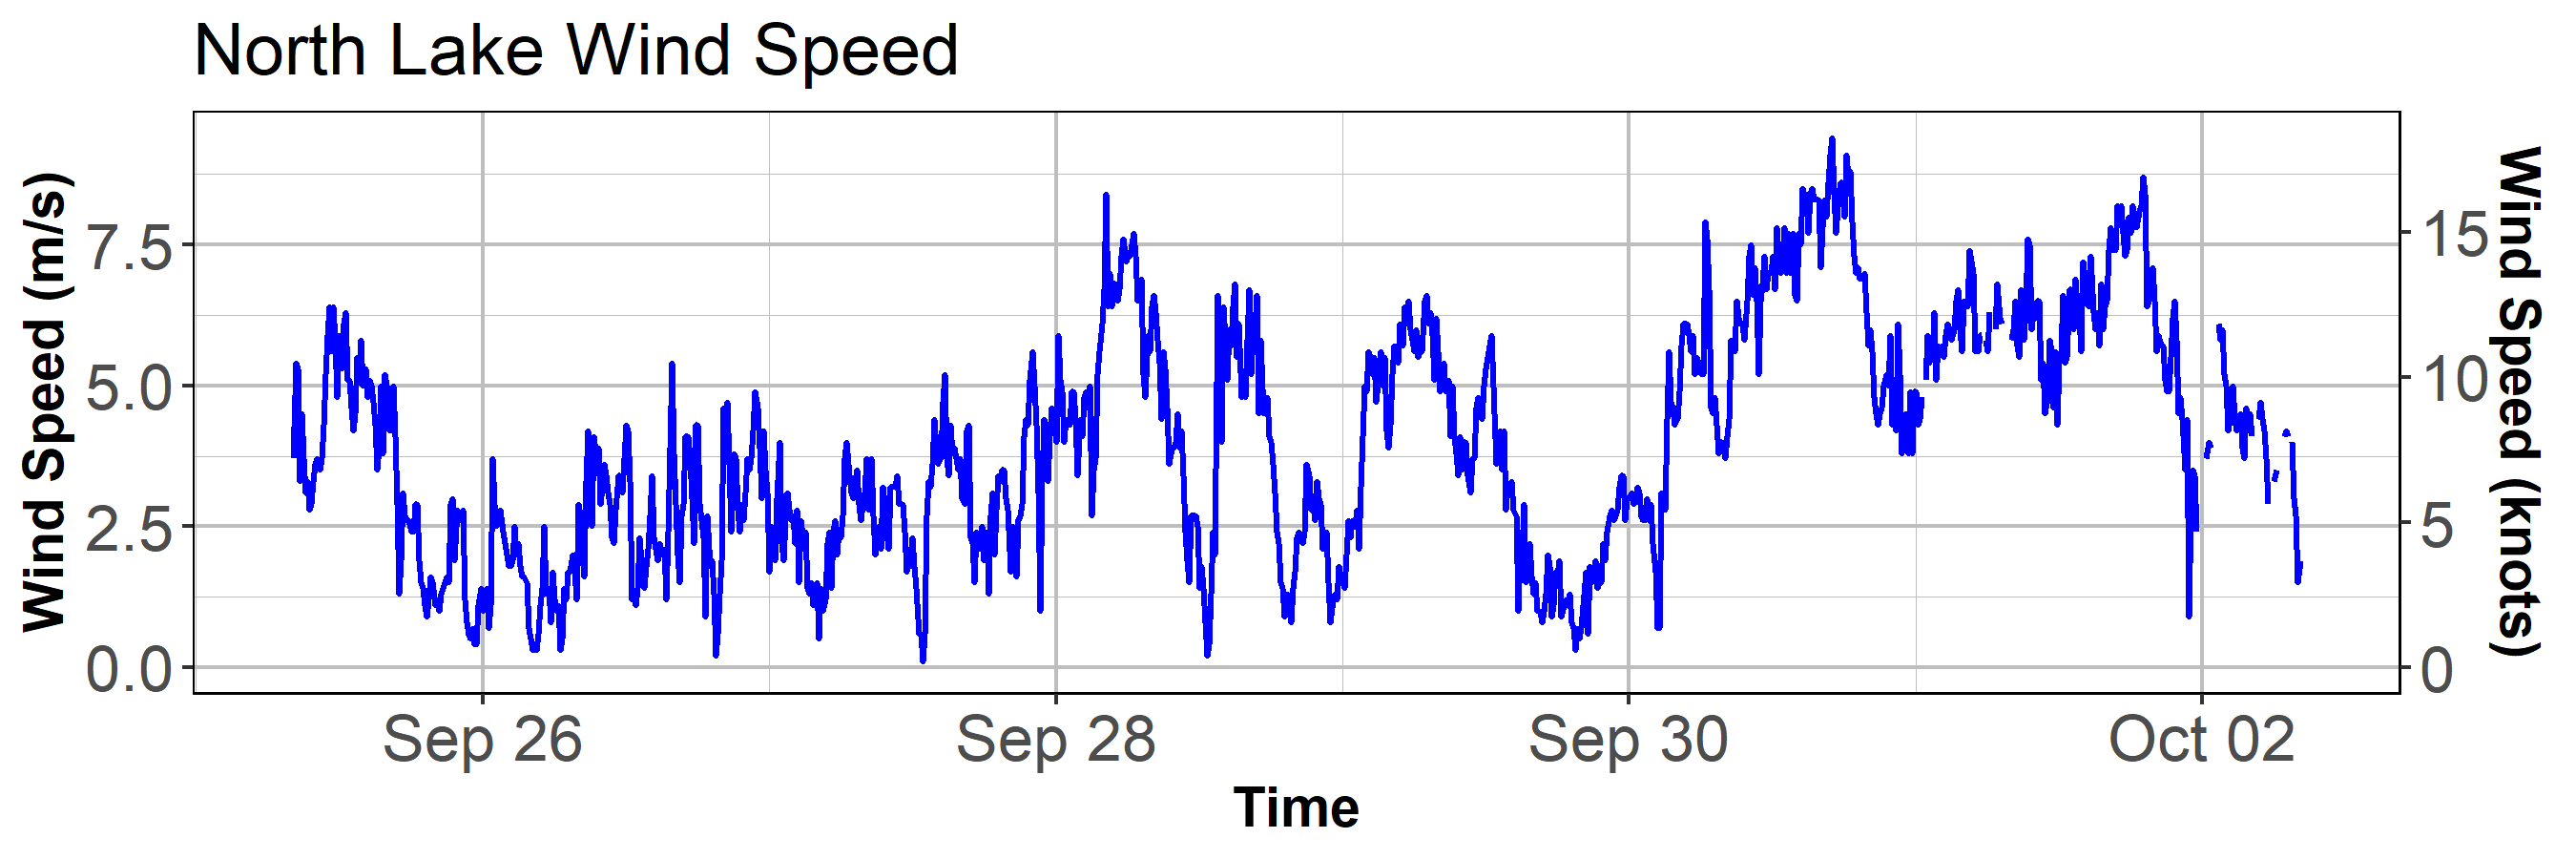 North Lake Wind Speed
Wind Speed (m/s)
7.5
5.0
2.5
0.0
15
10
5
0
Wind Speed (knots)
Sep 26
Sep 28
Sep 30
Oct 02
Time